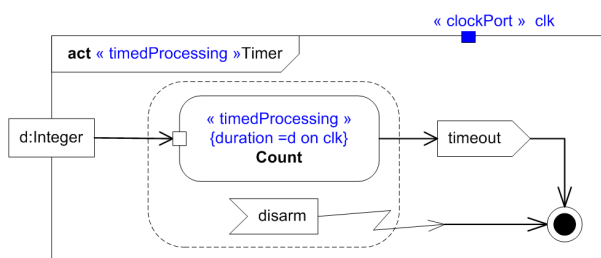 « clockPort »  clk
act « timedProcessing »Timer
« timedProcessing »
{duration =d on clk}
Count
d:Integer
timeout
disarm